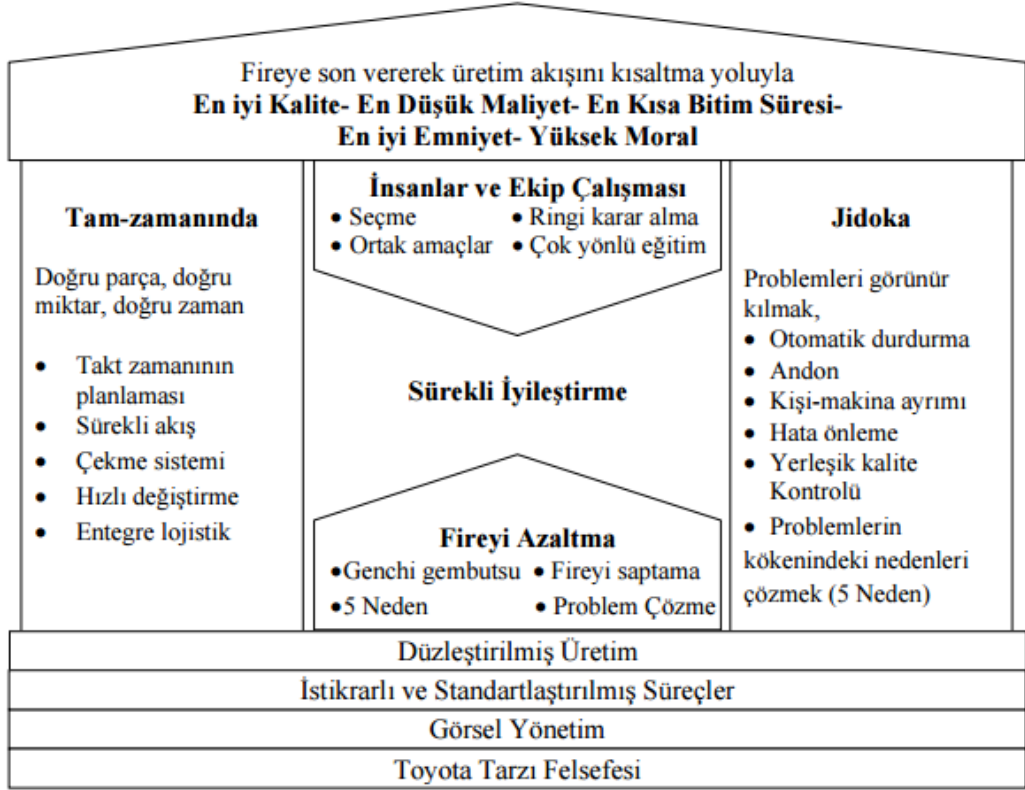 Fireye son vererek üretim akışını kısaltma yoluyla
En iyi Kalite- En Düşük Maliyet- En Kısa Bitim Süresi-
En iyi Emniyet- Yüksek Moral
Tam-zamanında
Doğru parça, doğru
miktar, doğru zaman
• Takt zamanının
planlaması
• Sürekli akış
• Çekme sistemi
• Hızlı değiştirme
• Entegre lojistik
İnsanlar ve Ekip Çalışması
• Seçme • Ringi karar alma
• Ortak amaçlar • Çok yönlü eğitim
Sürekli İyileştirme
Fireyi Azaltma
•Genchi gembutsu • Fireyi saptama
•5 Neden • Problem Çözme
Jidoka
Problemleri görünür
kılmak,
• Otomatik durdurma
• Andon
• Kişi-makina ayrımı
• Hata önleme
• Yerleşik kalite
Kontrolü
• Problemlerin
kökenindeki nedenleri
çözmek (5 Neden)
Düzleştirilmiş Üretim
İstikrarlı ve Standartlaştırılmış Süreçler
Görsel Yönetim
Toyota Tarzı Felsefesi